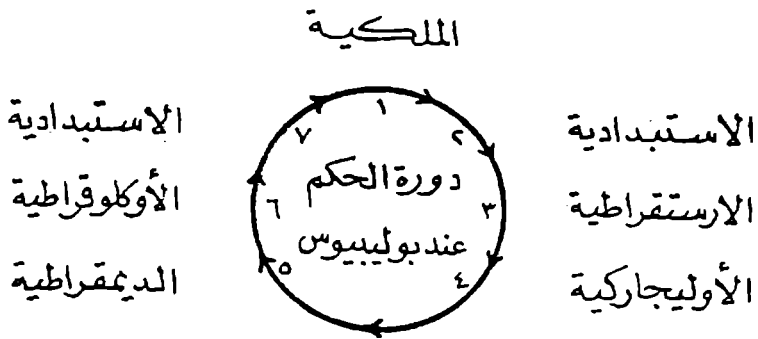 الملكية
١
٢
الاستبدادية
٣
الارستقراطية
٤
الأوليجاركية
٥
الديمقراطية
٦
الأوكلوقراطية
٧
الاستبدادية
دورة الحكم
عند بوليبيوس